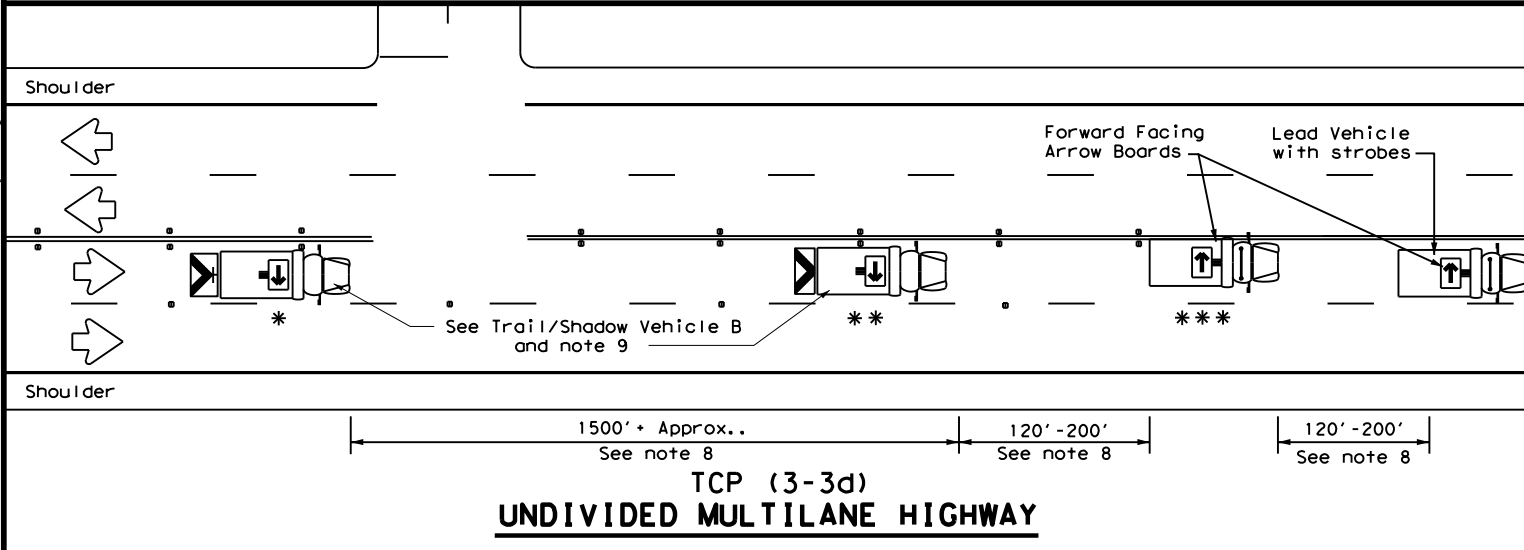 Shoulder
Forward Facing
Arrow Boards
Lead Vehicle
with strobes
*
**
***
See Trail/Shadow Vehicle B
and note 9
Shoulder
1500'+ Approx..
See note 8
120'-200'
See note 8
120'-200'
See note 8
TCP (3-3d)
UNDIVIDED MULTILANE HIGHWAY